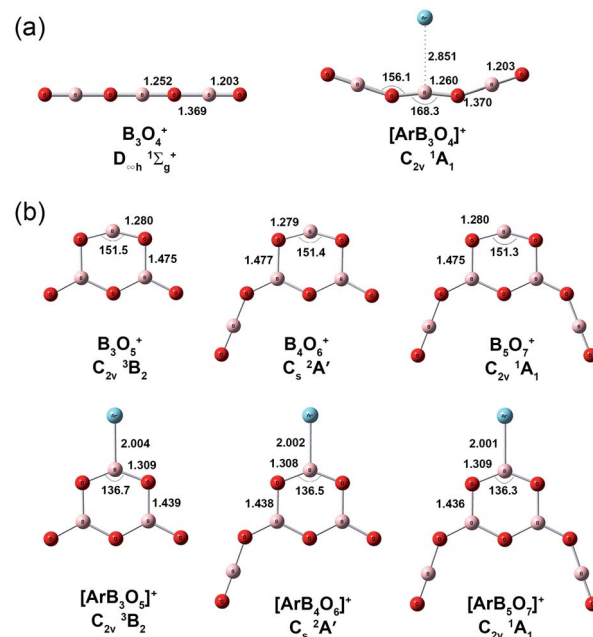 (a)
Ar
2.851
1.252 1.203
1.369
156.1 1.260 1.203
168.3 1.370
B₃O₄⁺
D∞h ¹Σg⁺
[ArB₃O₄]⁺
C₂ᵥ ¹A₁
(b)
1.280 1.279 1.280
151.5 151.4 151.3
1.475 1.477 1.475
B₃O₅⁺
C₂ᵥ ³B₂
B₄O₆⁺
Cₛ ²A′
B₅O₇⁺
C₂ᵥ ¹A₁
Ar Ar Ar
2.004 2.002 2.001
1.309 1.308 1.309
136.7 136.5 136.3
1.439 1.438 1.436
[ArB₃O₅]⁺
C₂ᵥ ³B₂
[ArB₄O₆]⁺
Cₛ ²A′
[ArB₅O₇]⁺
C₂ᵥ ¹A₁